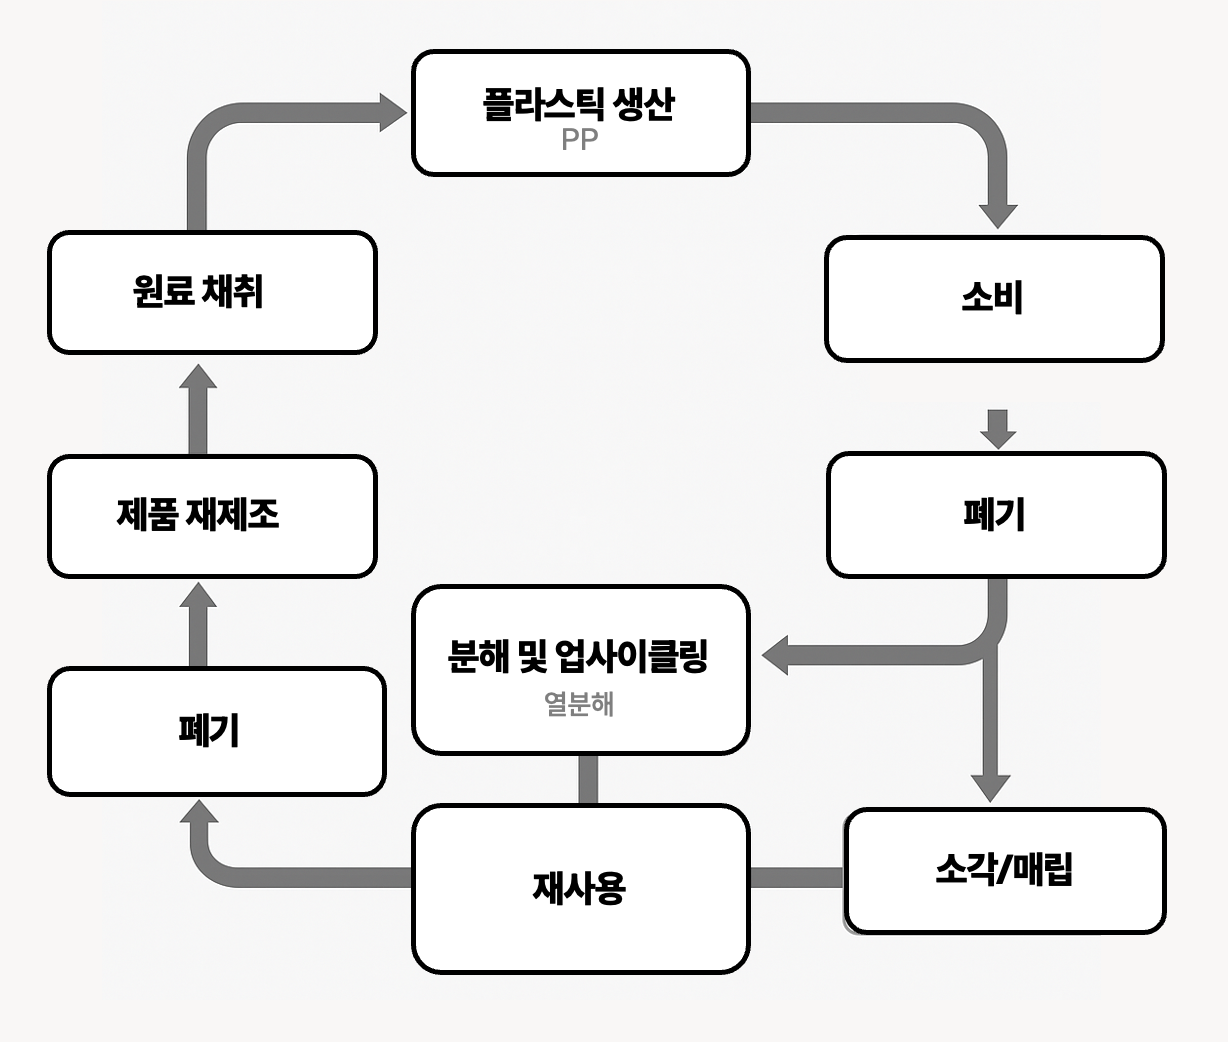 플라스틱 생산
PP
원료 채취
소비
제품 재제조
폐기
분해 및 업사이클링
열분해
폐기
재사용
소각/매립